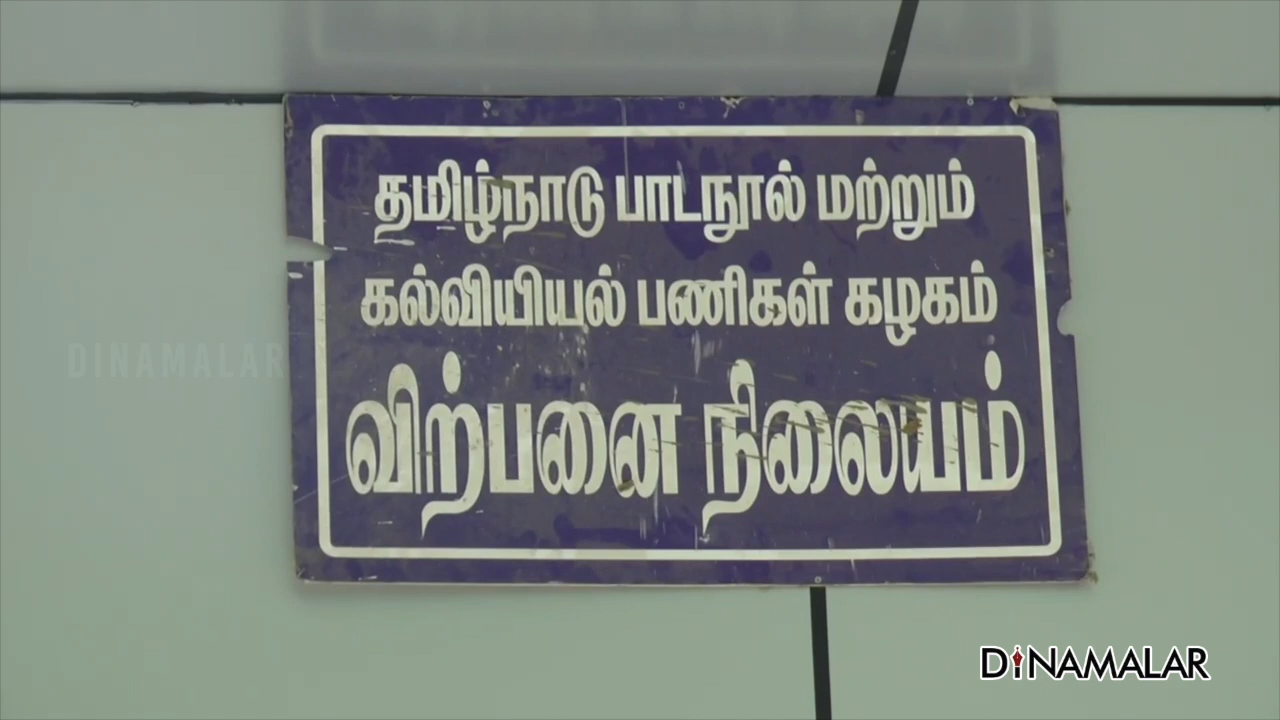 தமிழ்நாடு பாடநூல் மற்றும்
கல்வியியல் பணிகள் கழகம்
விற்பனை நிலையம்
DINAMALAR
DINAMALAR